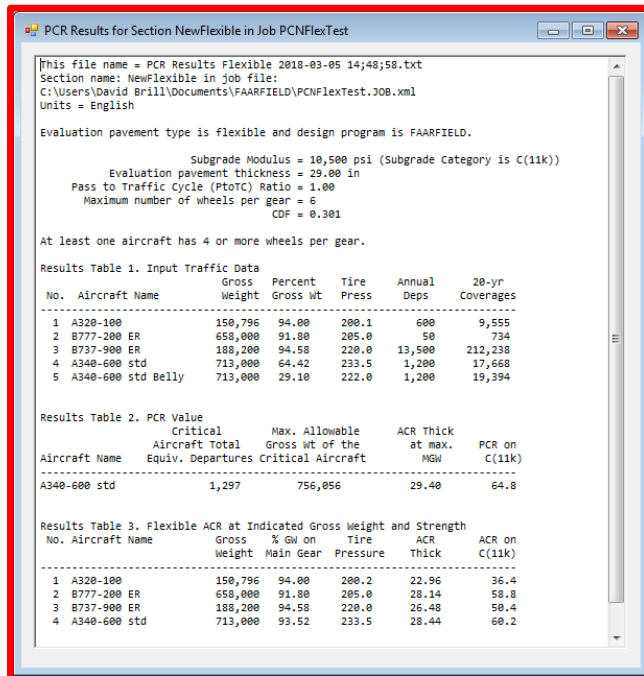 PCR Results for Section NewFlexible in Job PCNFlexTest
This file name = PCR Results Flexible 2018-03-05 14;48;58.txt
Section name: NewFlexible in job file:
C:\Users\David Brill\Documents\FAARFIELD\PCNFlexTest.JOB.xml
Units = English
Evaluation pavement type is flexible and design program is FAARFIELD.
Subgrade Modulus = 10,500 psi (Subgrade Category is C(11k))
Evaluation pavement thickness = 29.00 in
Pass to Traffic Cycle (PtoTC) Ratio = 1.00
Maximum number of wheels per gear = 6
CDF = 0.301
At least one aircraft has 4 or more wheels per gear.
Results Table 1. Input Traffic Data
Gross Percent Tire Annual 20-yr
No. Aircraft Name Weight Gross Wt Press Deps Coverages
--------------------------------------------------------------------------
1 A320-100 150,796 94.00 200.1 600 9,555
2 B777-200 ER 658,000 91.80 205.0 50 734
3 B737-900 ER 188,200 94.58 220.0 13,500 212,238
4 A340-600 std 713,000 64.42 233.5 1,200 17,668
5 A340-600 std Belly 713,000 29.10 222.0 1,200 19,394
Results Table 2. PCR Value
Critical Max. Allowable ACR Thick
Aircraft Total Gross Wt of the at max. PCR on
Aircraft Name Equiv. Departures Critical Aircraft MGW C(11k)
--------------------------------------------------------------------------
A340-600 std 1,297 756,056 29.40 64.8
Results Table 3. Flexible ACR at Indicated Gross Weight and Strength
No. Aircraft Name Gross % GW on Tire ACR ACR on
Weight Main Gear Pressure Thick C(11k)
--------------------------------------------------------------------------
1 A320-100 150,796 94.00 200.2 22.96 36.4
2 B777-200 ER 658,000 91.80 205.0 28.14 58.8
3 B737-900 ER 188,200 94.58 220.0 26.48 50.4
4 A340-600 std 713,000 93.52 233.5 28.44 60.2